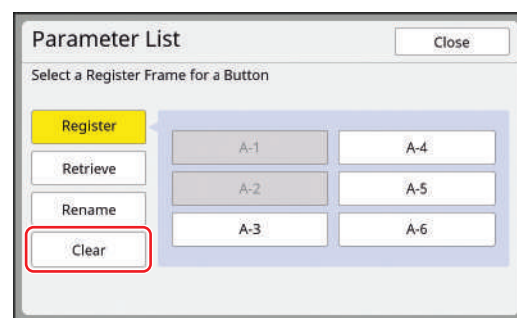 Parameter List
Close
Select a Register Frame for a Button
Register
Retrieve
Rename
Clear
A-1
A-2
A-3
A-4
A-5
A-6